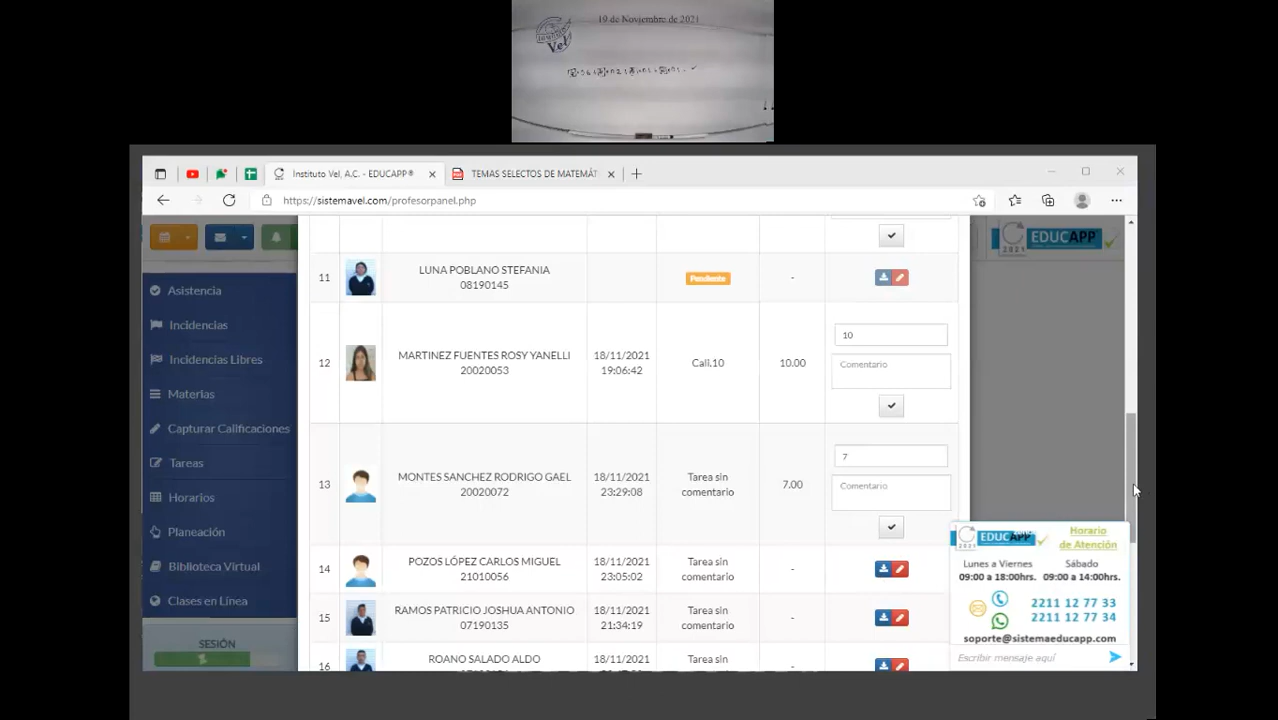 19 de Noviembre de 2021
Vel
Instituto Vel, A.C. - EDUCAPP®
TEMAS SELECTOS DE MATEMÁT
https://sistemavel.com/profesorpanel.php
2021 EDUCAPP
Asistencia
Incidencias
Incidencias Libres
Materias
Capturar Calificaciones
Tareas
Horarios
Planeación
Biblioteca Virtual
Clases en Línea
SESIÓN
11 LUNA POBLANO STEFANIA Pendiente -
08190145
10
12 MARTINEZ FUENTES ROSY YANELLI 18/11/2021 Cali.10 10.00 Comentario
20020053 19:06:42
7
13 MONTES SANCHEZ RODRIGO GAEL 18/11/2021 Tarea sin 7.00 Comentario
20020072 23:29:08 comentario
14 POZOS LÓPEZ CARLOS MIGUEL 18/11/2021 Tarea sin -
21010056 23:05:02 comentario
15 RAMOS PATRICIO JOSHUA ANTONIO 18/11/2021 Tarea sin -
07190135 21:34:19 comentario
16 ROANO SALADO ALDO 18/11/2021 Tarea sin -
2021 EDUCAPP
Horario
de Atención
Lunes a Viernes Sábado
09:00 a 18:00hrs. 09:00 a 14:00hrs.
2211 12 77 33
2211 12 77 34
soporte@sistemaeducapp.com
Escribir mensaje aquí